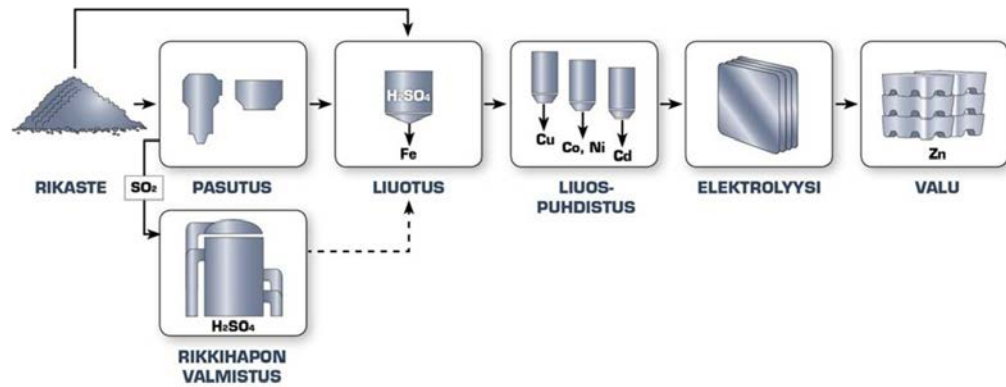 H₂SO₄
Fe
Cu
Co, Ni
Cd
Zn
RIKASTE
SO₂
PASUTUS
LIUOTUS
LIUOS-
PUHDISTUS
ELEKTROLYYSI
VALU
H₂SO₄
RIKKIHAPON
VALMISTUS